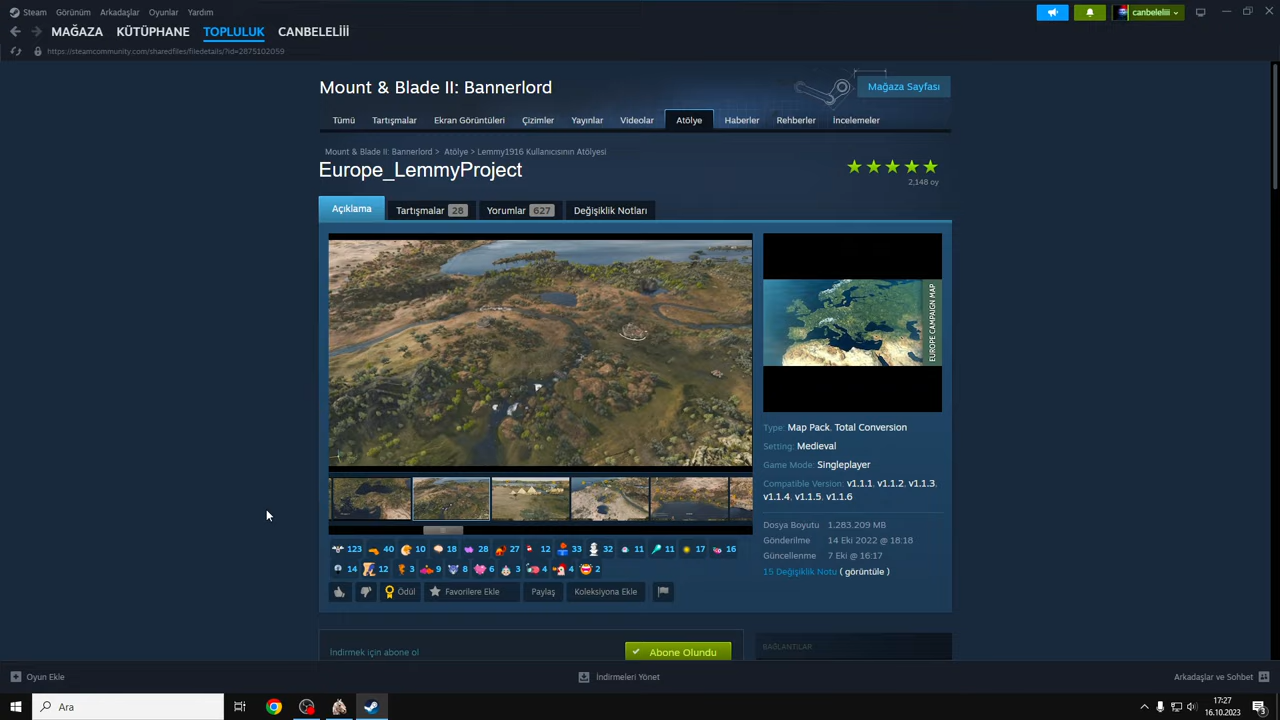 Steam Görünüm Arkadaşlar Oyunlar Yardım
canbeleliii
MAĞAZA KÜTÜPHANE TOPLULUK CANBELELİİİ
https://steamcommunity.com/sharedfiles/filedetails/?id=2875102059
Mount & Blade II: Bannerlord
Mağaza Sayfası
Tümü Tartışmalar Ekran Görüntüleri Çizimler Yayınlar Videolar Atölye Haberler Rehberler İncelemeler
Mount & Blade II: Bannerlord > Atölye > Lemmy1916 Kullanıcısının Atölyesi
Europe_LemmyProject
2,148 oy
Açıklama Tartışmalar 28 Yorumlar 627 Değişiklik Notları
EUROPE CAMPAIGN MAP
Type: Map Pack, Total Conversion
Setting: Medieval
Game Mode: Singleplayer
Compatible Version: v1.1.1, v1.1.2, v1.1.3,
v1.1.4, v1.1.5, v1.1.6
Dosya Boyutu 1.283.209 MB
Gönderilme 14 Eki 2022 @ 18:18
Güncellenme 7 Eki @ 16:17
15 Değişiklik Notu ( görüntüle )
123 40 10 18 28 27 12 33 32 11 11 17 16
14 12 3 9 8 6 3 4 4 2
Ödül Favorilere Ekle Paylaş Koleksiyona Ekle
İndirmek için abone ol
Abone Olundu
BAĞLANTILAR
Oyun Ekle İndirmeleri Yönet Arkadaşlar ve Sohbet
Ara
17:27
16.10.2023